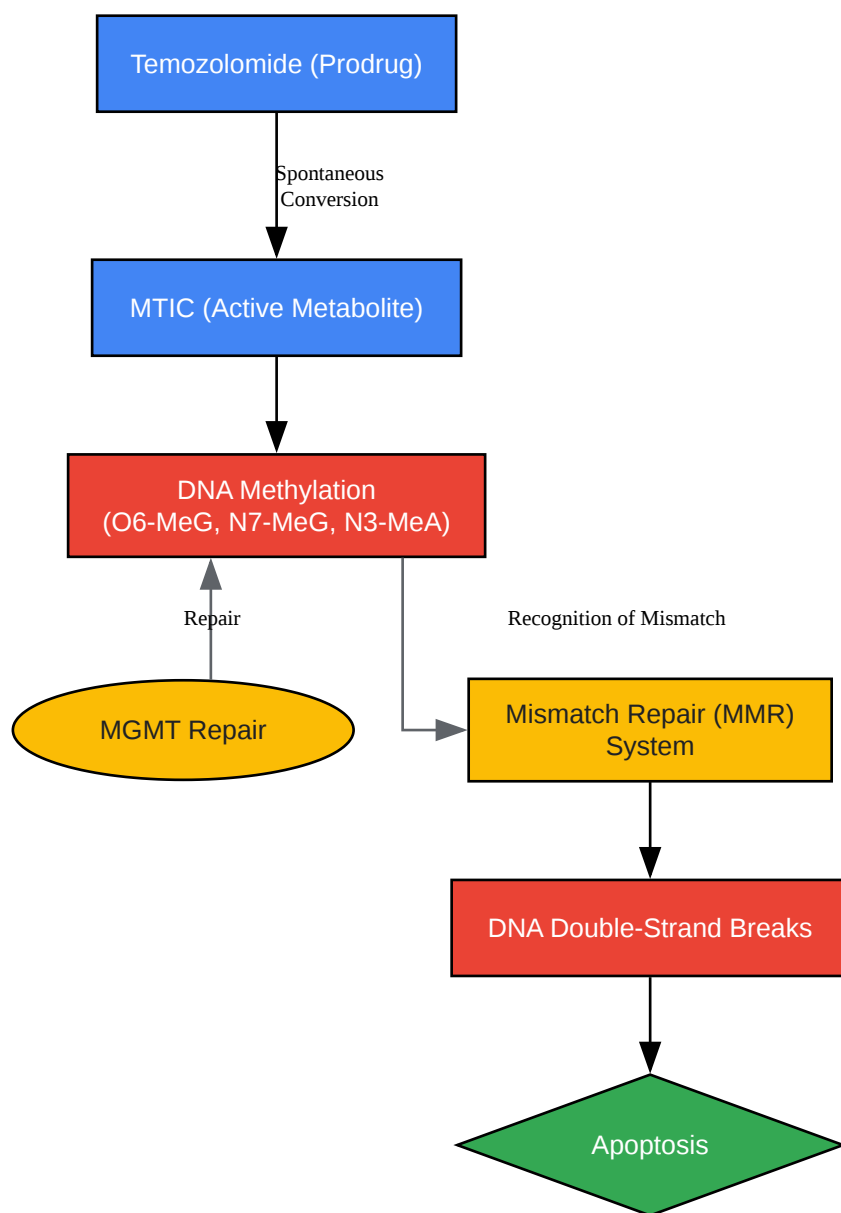 Temozolomide (Prodrug)
Spontaneous
Conversion
MTIC (Active Metabolite)
DNA Methylation
(O6-MeG, N7-MeG, N3-MeA)
Repair
Recognition of Mismatch
MGMT Repair
Mismatch Repair (MMR)
System
DNA Double-Strand Breaks
Apoptosis